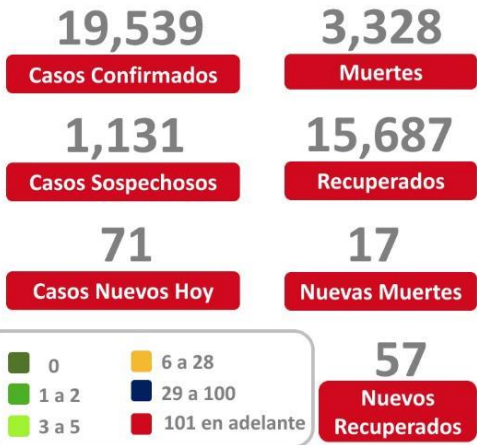 19,539
Casos Confirmados
3,328
Muertes
1,131
Casos Sospechosos
15,687
Recuperados
71
Casos Nuevos Hoy
17
Nuevas Muertes
0
1 a 2
3 a 5
6 a 28
29 a 100
101 en adelante
57
Nuevos
Recuperados